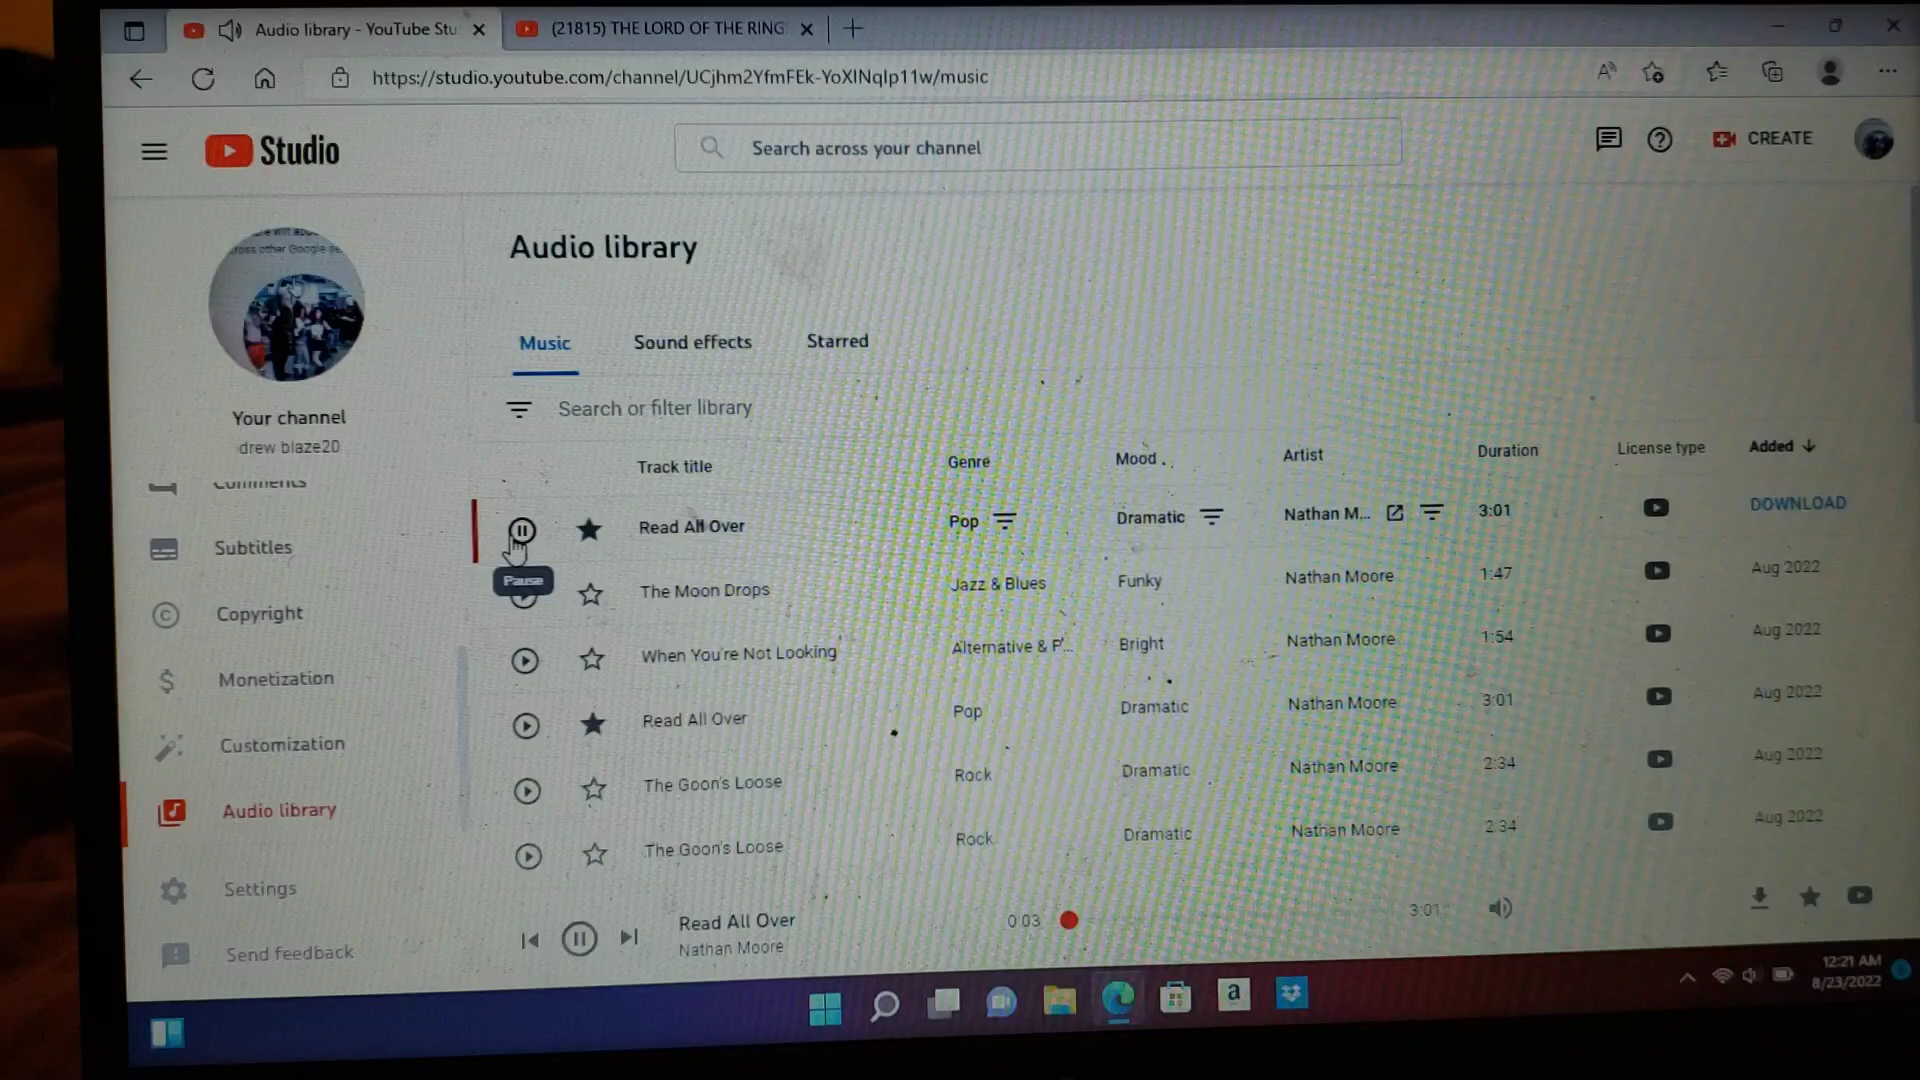 Audio library - YouTube Stu
(21815) THE LORD OF THE RING
https://studio.youtube.com/channel/UCjhm2YfmFEk-YoXINqlp11w/music
Studio
Search across your channel
CREATE
Audio library
Music
Sound effects
Starred
Search or filter library
Your channel
drew blaze20
Comments
Subtitles
Copyright
Monetization
Customization
Audio library
Settings
Send feedback
Track title Genre Mood Artist Duration License type Added
Read All Over Pop Dramatic Nathan M... 3:01 DOWNLOAD
Pause
The Moon Drops Jazz & Blues Funky Nathan Moore 1:47 Aug 2022
When You're Not Looking Alternative & P... Bright Nathan Moore 1:54 Aug 2022
Read All Over Pop Dramatic Nathan Moore 3:01 Aug 2022
The Goon's Loose Rock Dramatic Nathan Moore 2:34 Aug 2022
The Goon's Loose Rock Dramatic Nathan Moore 2:34 Aug 2022
Read All Over
Nathan Moore
0:03
3:01
12:21 AM
8/23/2022